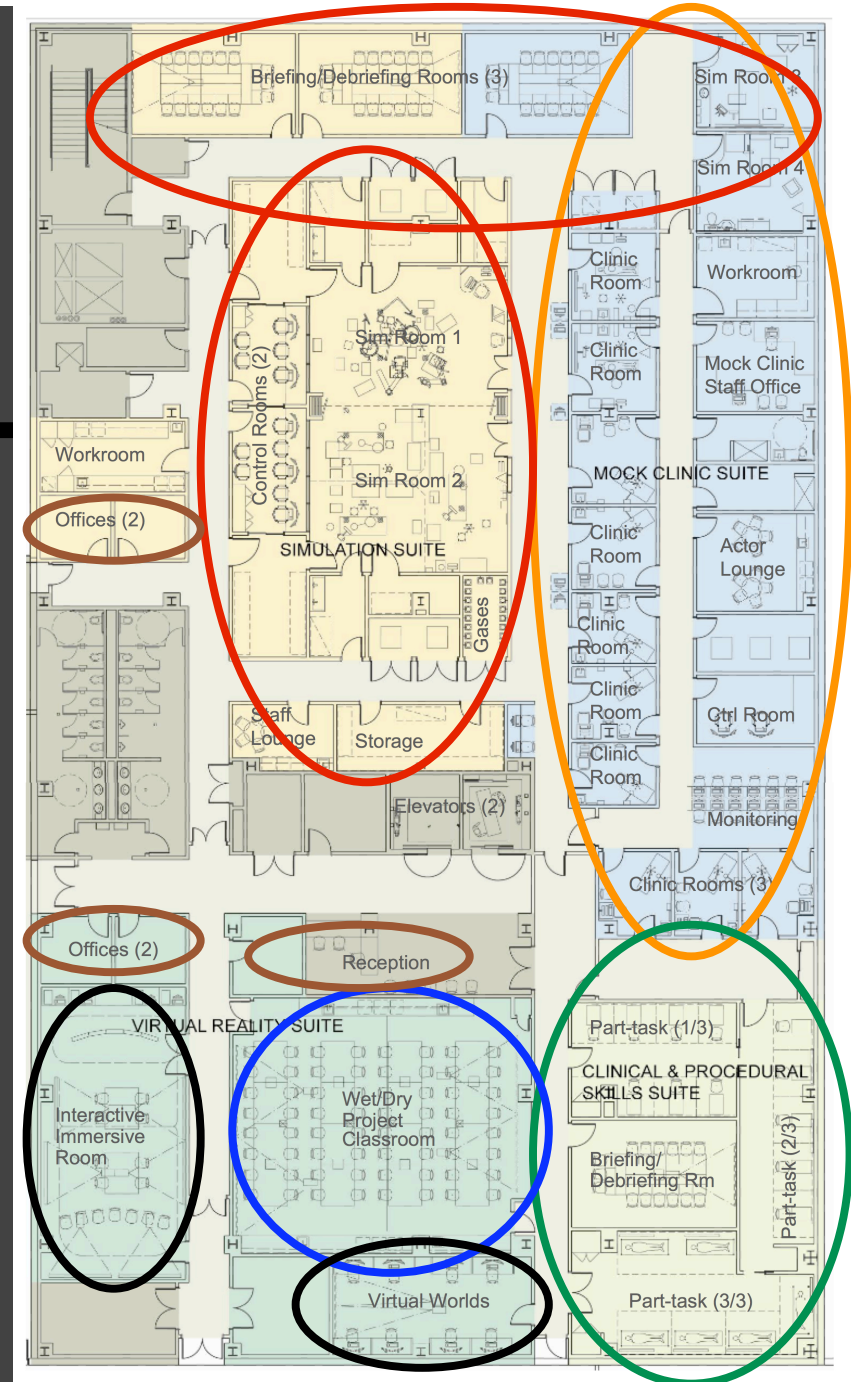 Briefing/Debriefing Rooms (3)
Sim Room 3
Sim Room 4
Clinic
Room
Workroom
Sim Room 1
Control Rooms (2)
Clinic
Room
Mock Clinic
Staff Office
Workroom
Sim Room 2
MOCK CLINIC SUITE
Offices (2)
SIMULATION SUITE
Clinic
Room
Actor
Lounge
Gases
Clinic
Room
Clinic
Room
Staff
Lounge
Storage
Ctrl Room
Clinic
Room
Elevators (2)
Monitoring
Clinic Rooms (3)
Offices (2)
Reception
VIRTUAL REALITY SUITE
Part-task (1/3)
Interactive
Immersive
Room
Wet/Dry
Project
Classroom
CLINICAL & PROCEDURAL
SKILLS SUITE
Part-task (2/3)
Briefing/
Debriefing Rm
Virtual Worlds
Part-task (3/3)